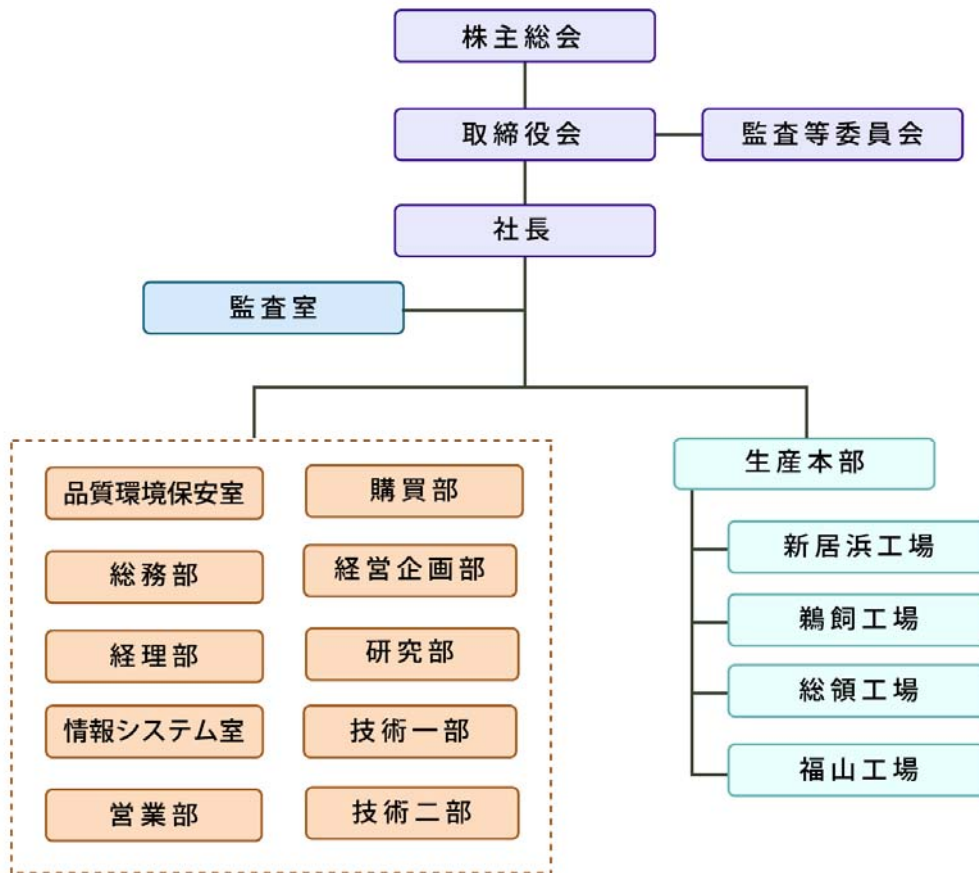 株主総会
取締役会
監査等委員会
社長
監査室
品質環境保安室
購買部
総務部
経営企画部
経理部
研究部
情報システム室
技術一部
営業部
技術二部
生産本部
新居浜工場
鵜飼工場
総領工場
福山工場